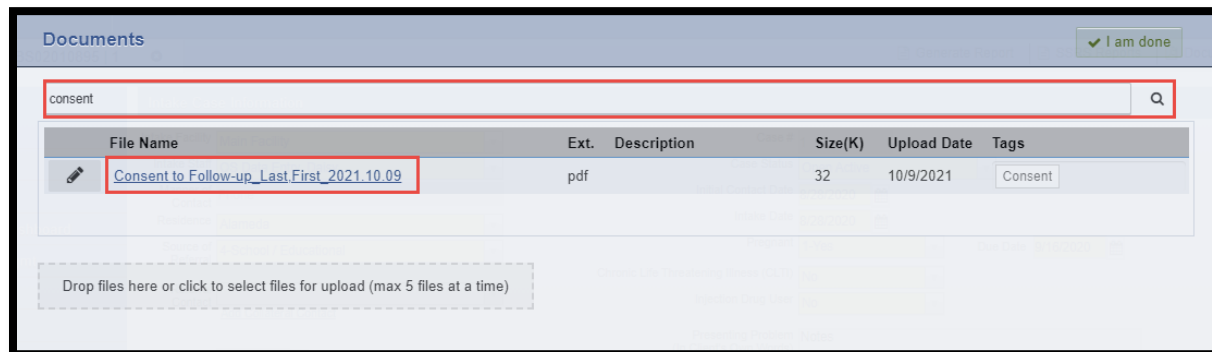 Documents
I am done
consent
File Name Ext. Description Size(K) Upload Date Tags
Consent to Follow-up_Last,First_2021.10.09 pdf 32 10/9/2021 Consent
Drop files here or click to select files for upload (max 5 files at a time)